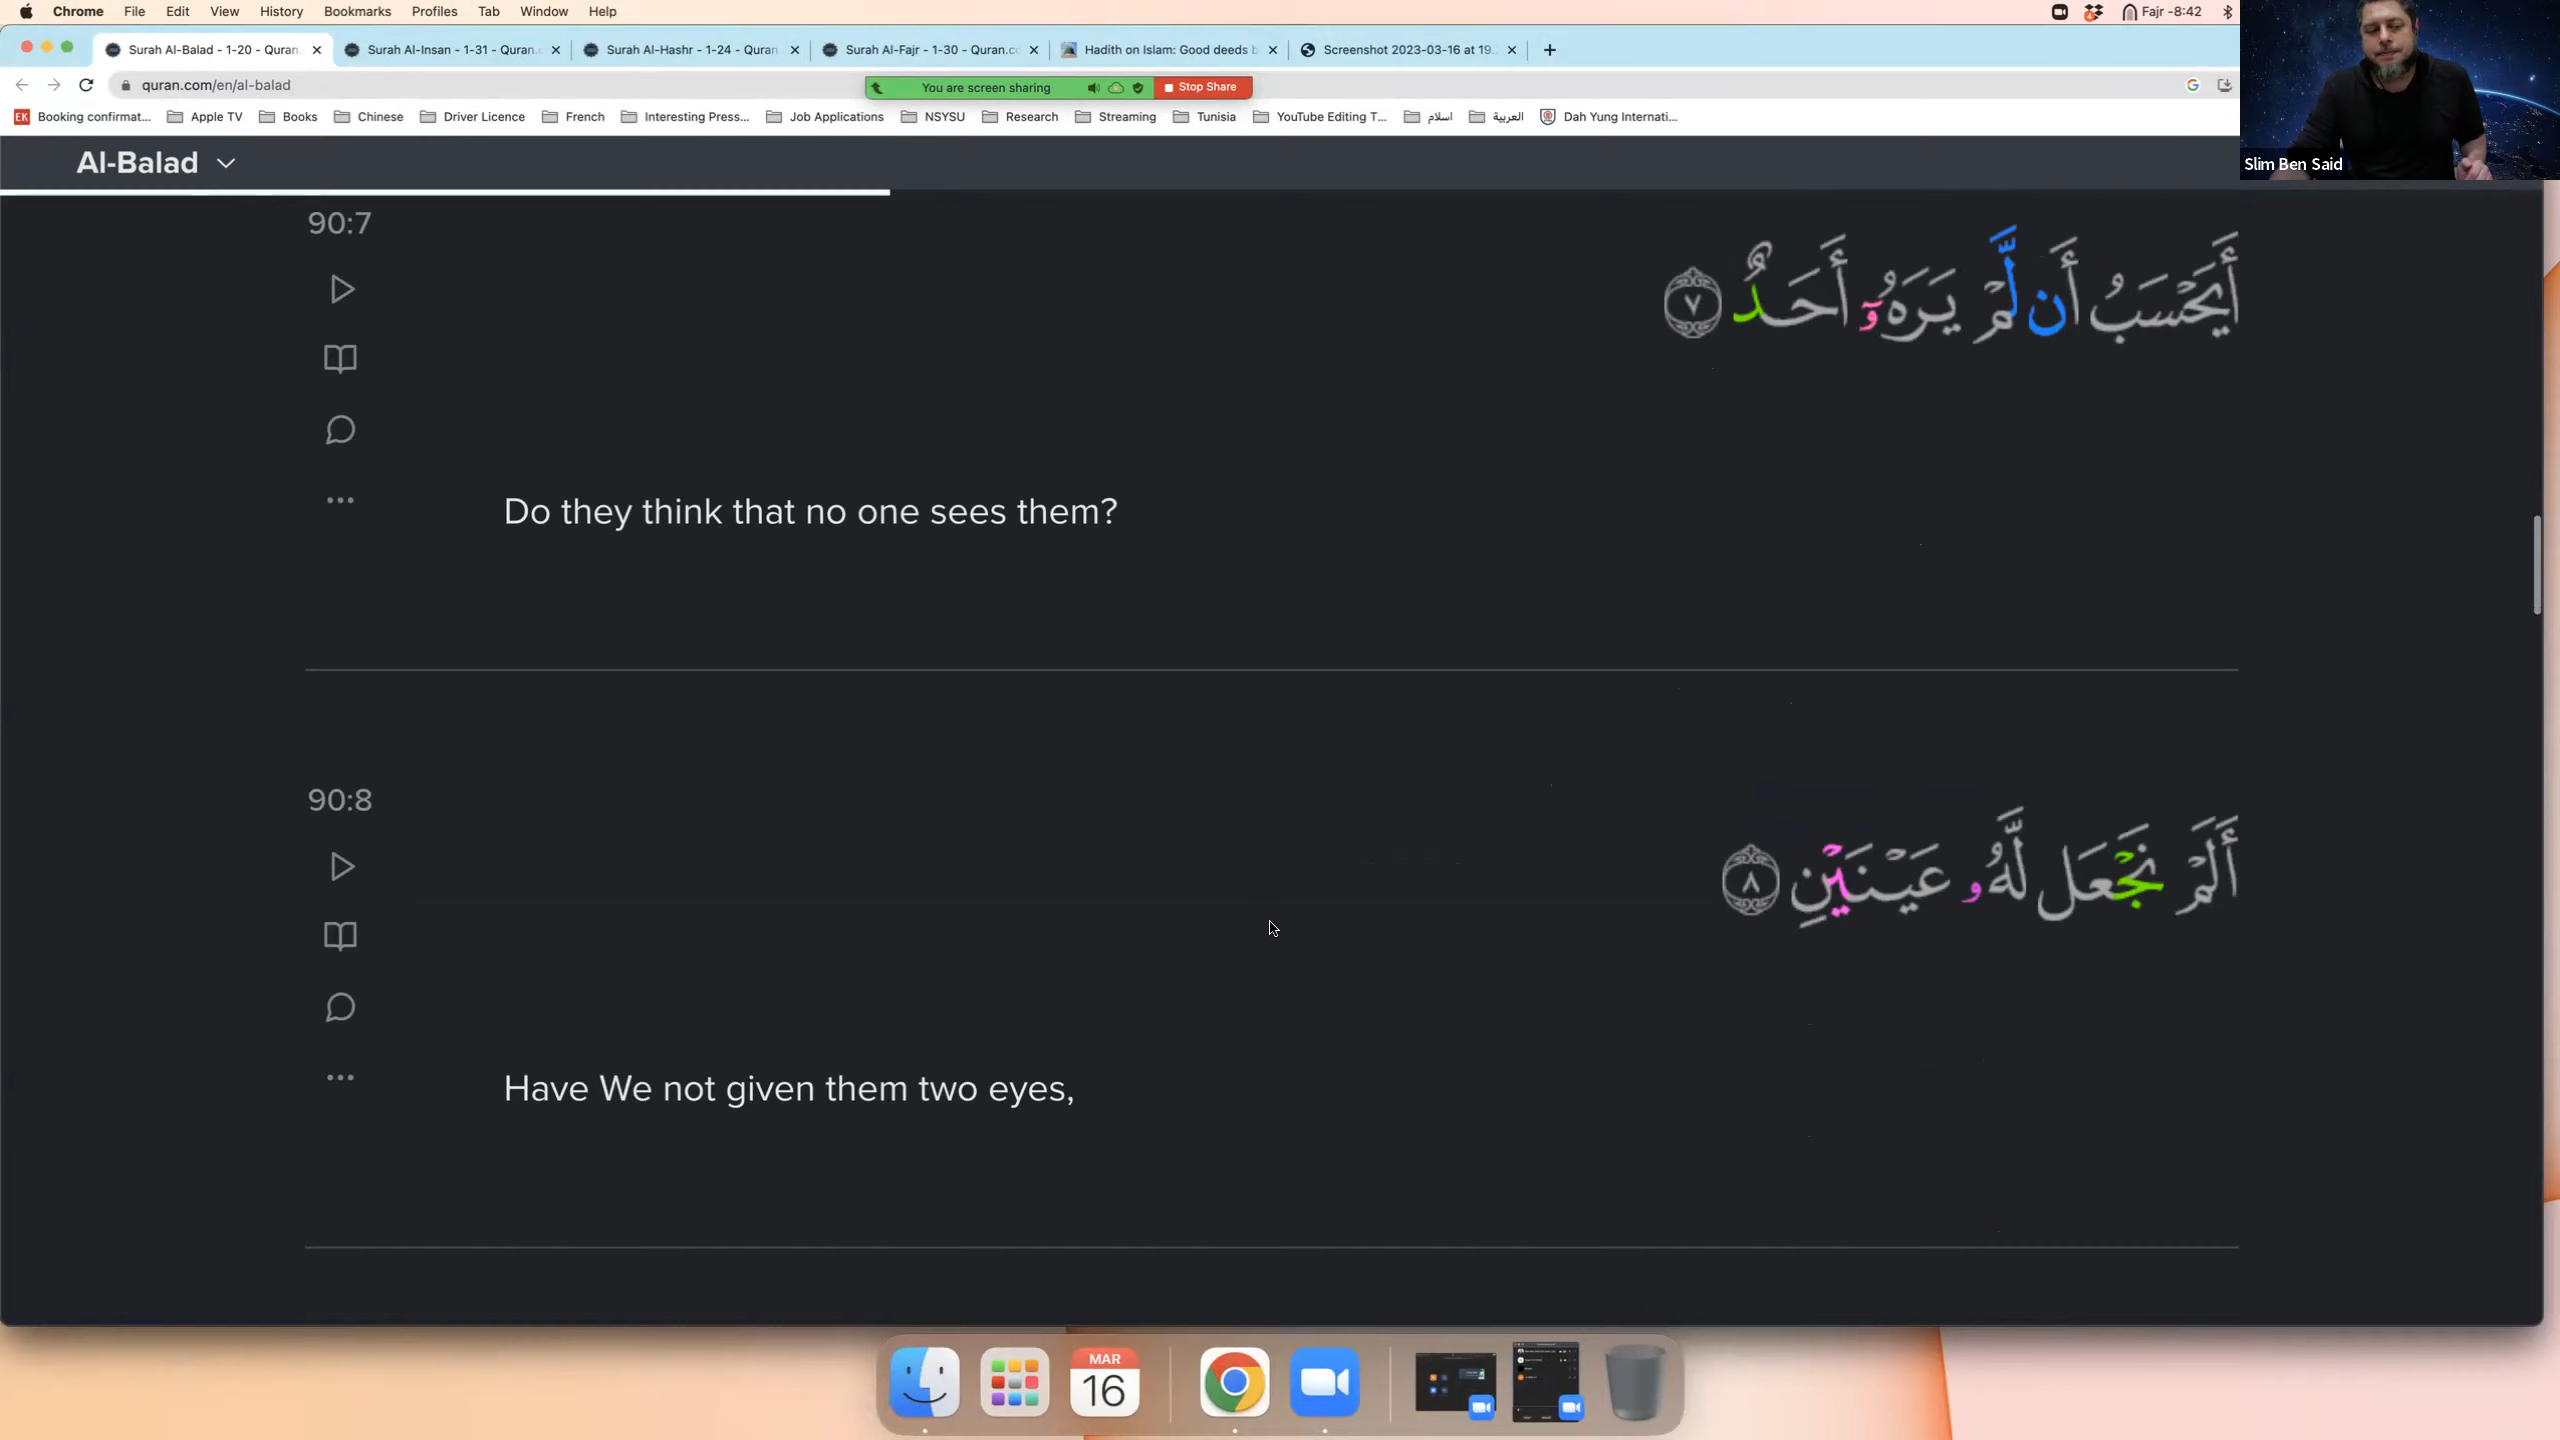 Chrome File Edit View History Bookmarks Profiles Tab Window Help
Fajr -8:42
Surah Al-Balad - 1-20 - Quran. Surah Al-Insan - 1-31 - Quran.c Surah Al-Hashr - 1-24 - Quran Surah Al-Fajr - 1-30 - Quran.co Hadith on Islam: Good deeds b Screenshot 2023-03-16 at 19.
quran.com/en/al-balad
You are screen sharing Stop Share
EK Booking confirmat... Apple TV Books Chinese Driver Licence French Interesting Press... Job Applications NSYSU Research Streaming Tunisia YouTube Editing T... اسلام العربية Dah Yung Internati...
Slim Ben Said
Al-Balad
90:7
أَيَحْسَبُ أَن لَّمْ يَرَهُۥٓ أَحَدٌ ٧
Do they think that no one sees them?
90:8
أَلَمْ نَجْعَل لَّهُۥ عَيْنَيْنِ ٨
Have We not given them two eyes,
MAR
16